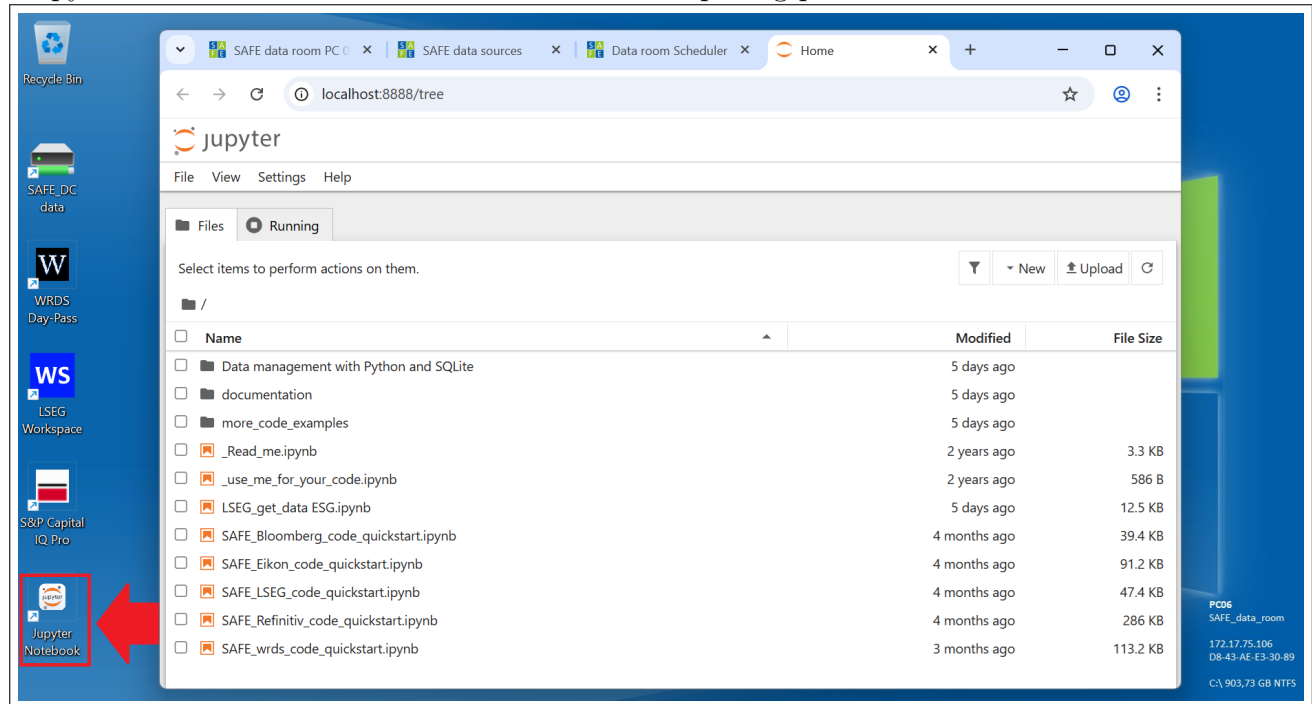 Recycle Bin
SAFE_DC
data
W
WRDS
Day-Pass
WS
LSEG
Workspace
S&P Capital
IQ Pro
jupyter
Jupyter
Notebook
SAFE data room PC 0
SAFE data sources
Data room Scheduler
Home
localhost:8888/tree
jupyter
File View Settings Help
Files Running
Select items to perform actions on them.
New Upload
/
Name Modified File Size
Data management with Python and SQLite 5 days ago
documentation 5 days ago
more_code_examples 5 days ago
_Read_me.ipynb 2 years ago 3.3 KB
_use_me_for_your_code.ipynb 2 years ago 586 B
LSEG_get_data ESG.ipynb 5 days ago 12.5 KB
SAFE_Bloomberg_code_quickstart.ipynb 4 months ago 39.4 KB
SAFE_Eikon_code_quickstart.ipynb 4 months ago 91.2 KB
SAFE_LSEG_code_quickstart.ipynb 4 months ago 47.4 KB
SAFE_Refinitiv_code_quickstart.ipynb 4 months ago 286 KB
SAFE_wrds_code_quickstart.ipynb 3 months ago 113.2 KB
PC06
SAFE_data_room
172.17.75.106
D8-43-AE-E3-30-89
C:\ 903,73 GB NTFS